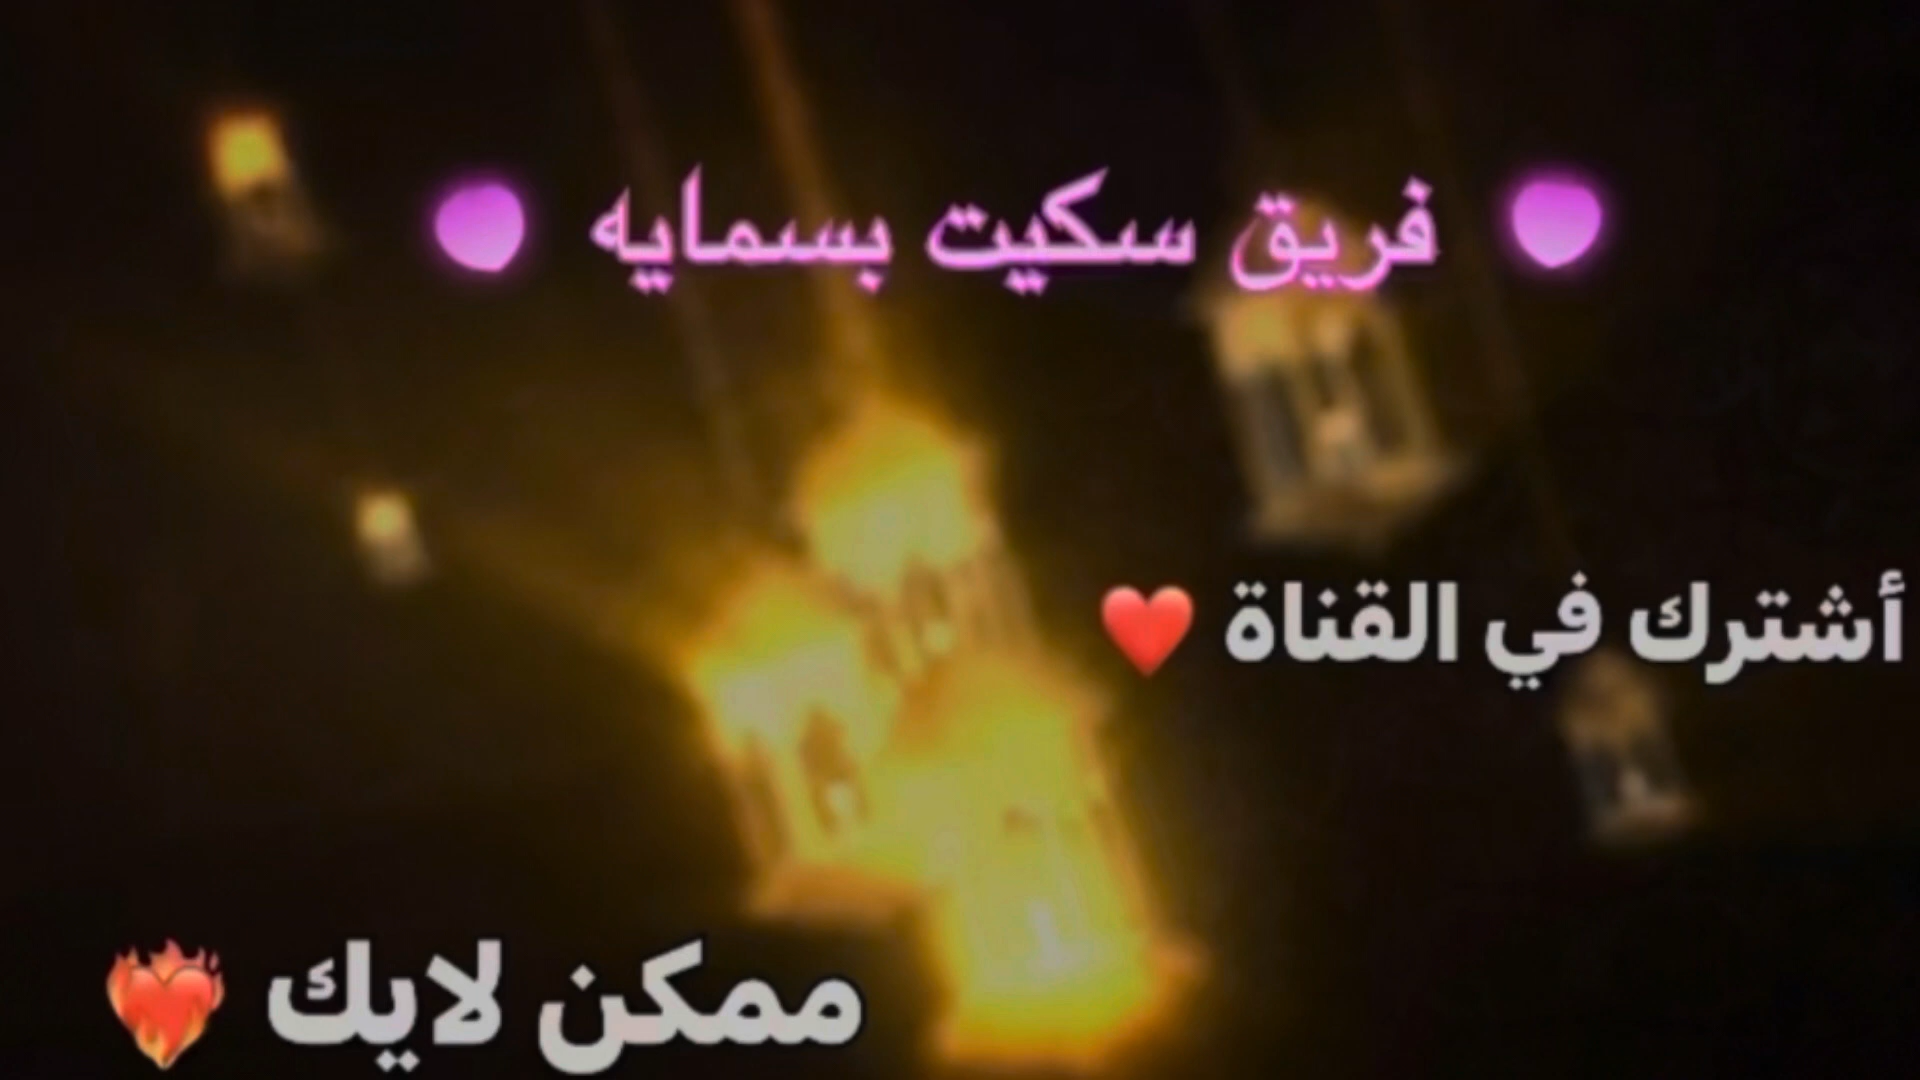 فريق سكيت بسمايه
أشترك في القناة ❤️
ممكن لايك ❤️‍🔥